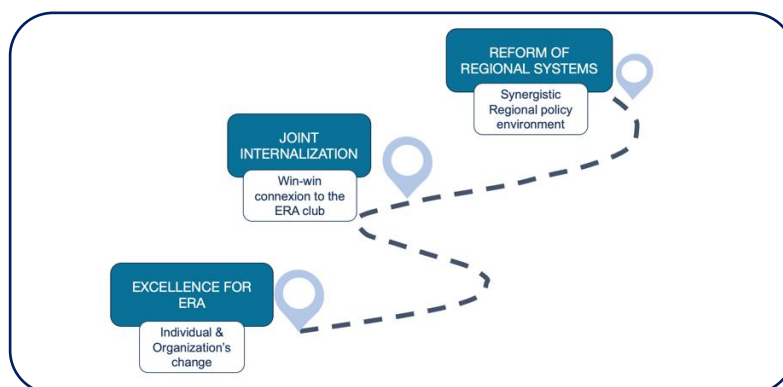 REFORM OF
REGIONAL SYSTEMS
Synergistic
Regional policy
environment
JOINT
INTERNALIZATION
Win-win
connexion to the
ERA club
EXCELLENCE FOR
ERA
Individual &
Organization's
change